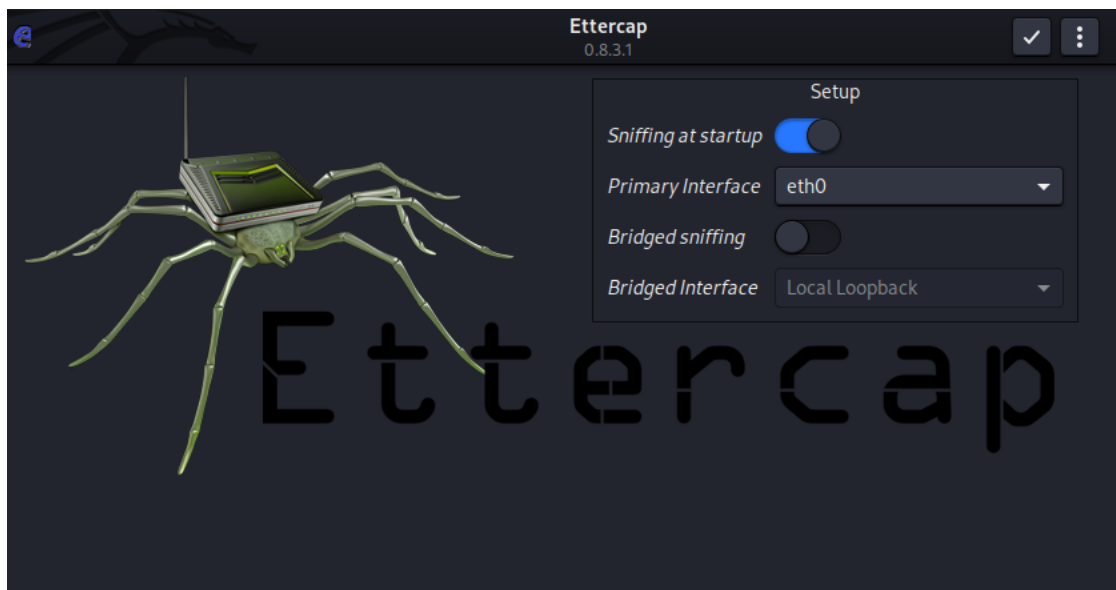 Ettercap
0.8.3.1
Setup
Sniffing at startup
Primary Interface eth0
Bridged sniffing
Bridged Interface Local Loopback
Ettercap